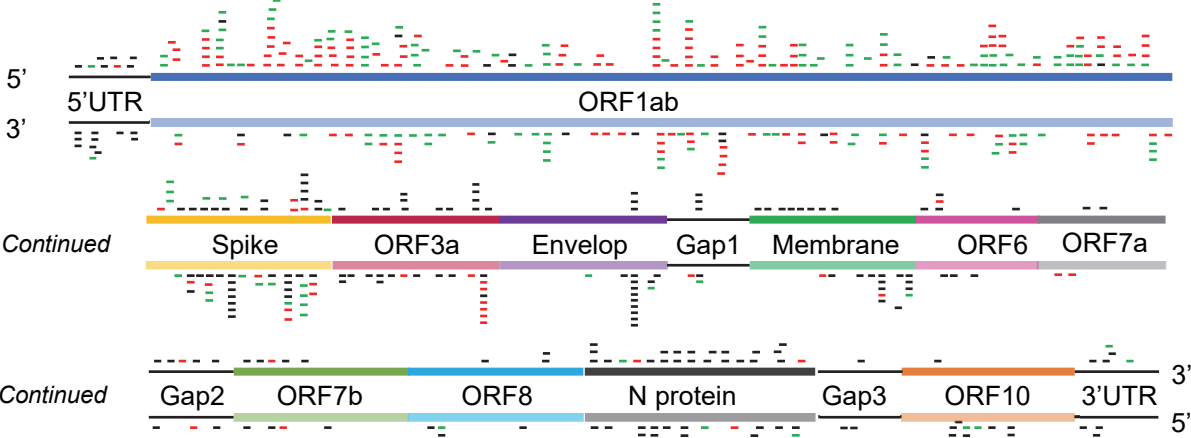 5’
5’UTR ORF1ab
3’
Continued Spike ORF3a Envelop Gap1 Membrane ORF6 ORF7a
3’
Continued Gap2 ORF7b ORF8 N protein Gap3 ORF10 3’UTR
5’